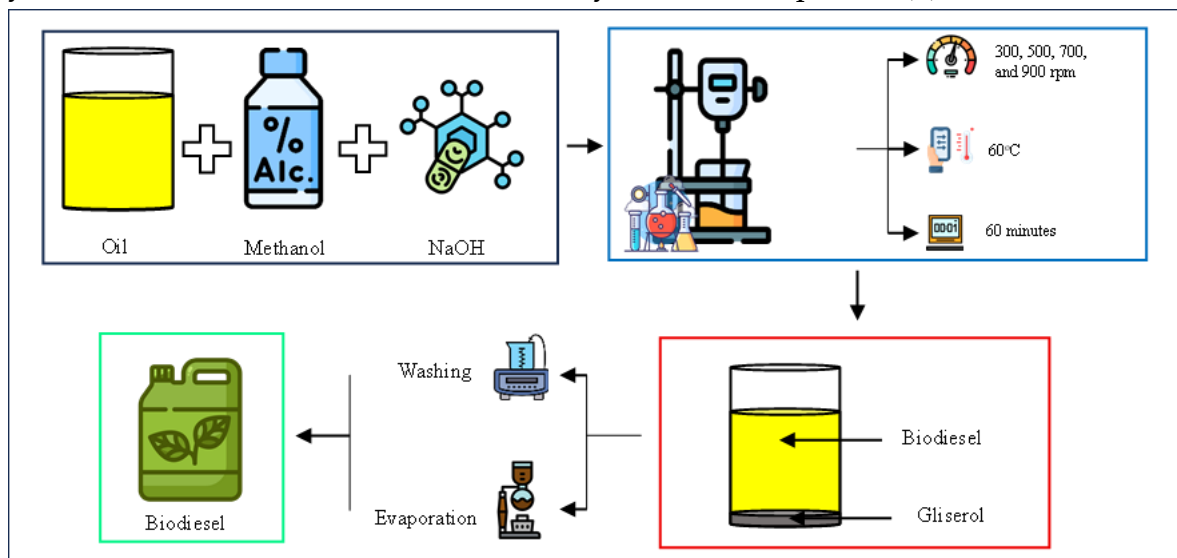 300, 500, 700,
and 900 rpm
%
Alc.
60°C
0001
60 minutes
Oil
Methanol
NaOH
Washing
Biodiesel
Gliserol
Evaporation
Biodiesel